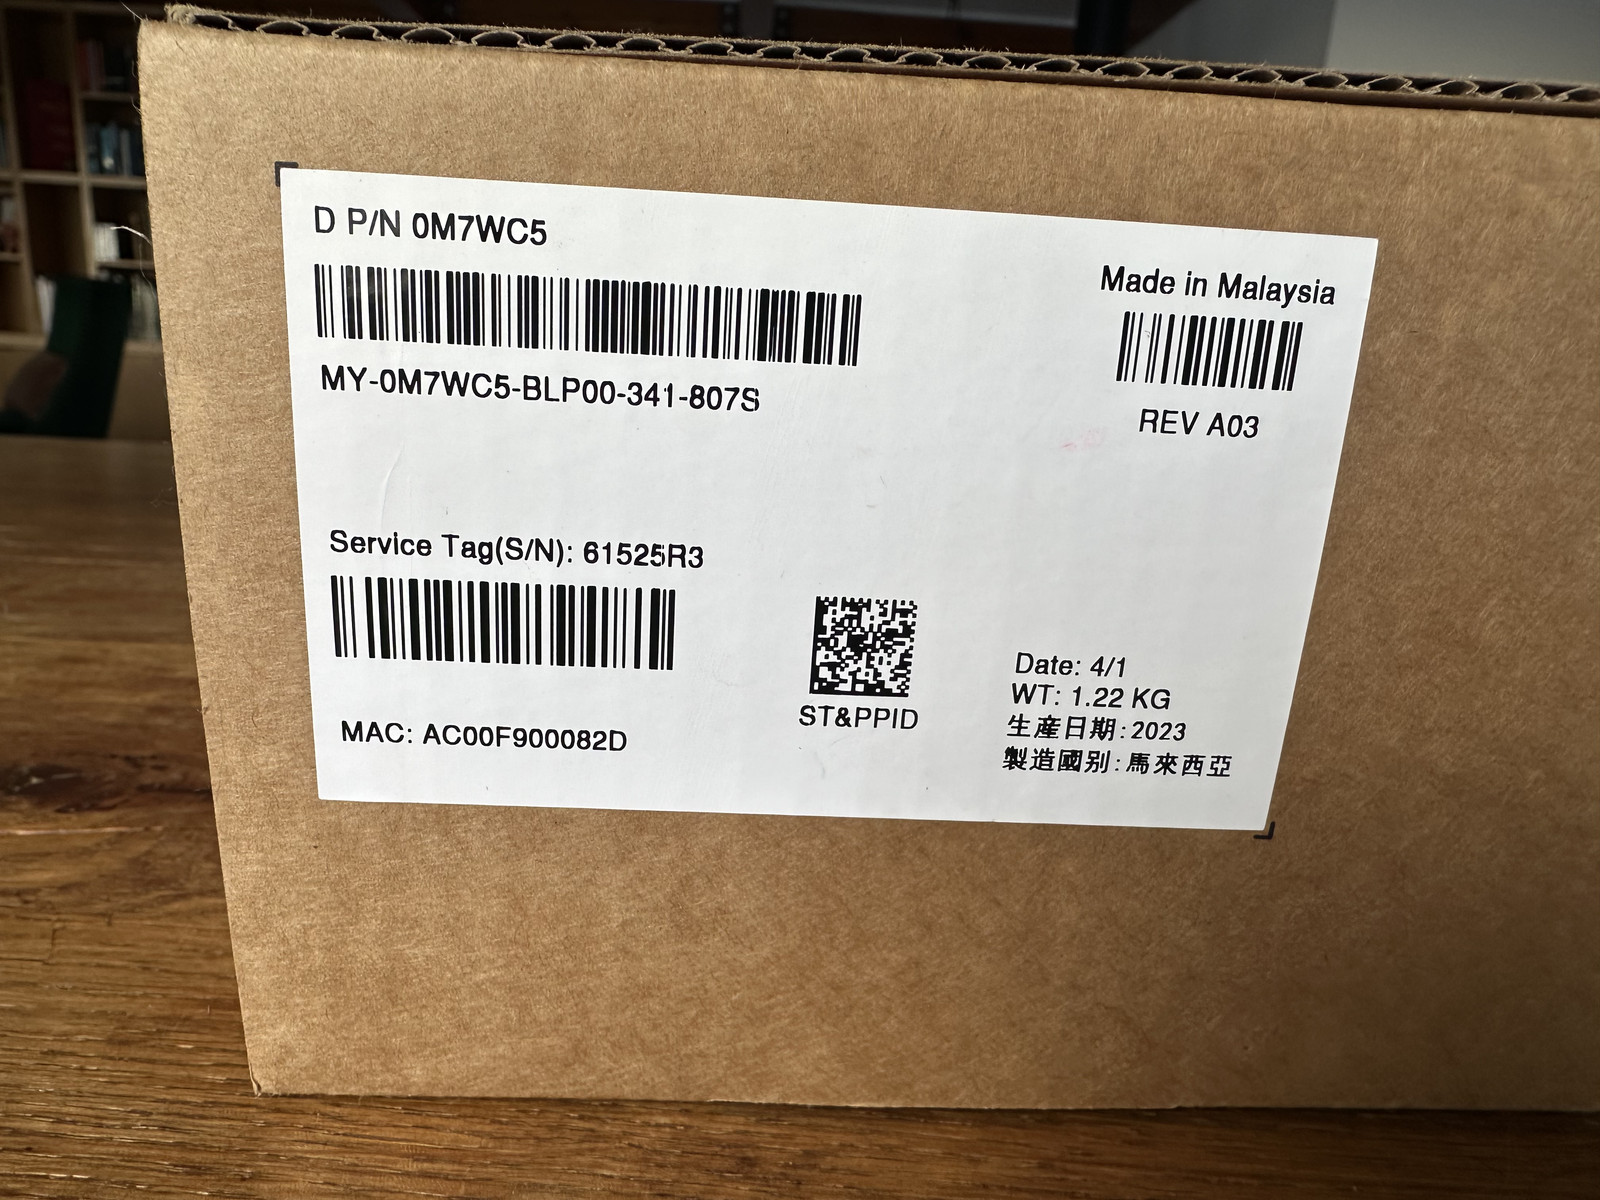 D P/N 0M7WC5
Made in Malaysia
MY-0M7WC5-BLP00-341-807S
REV A03
Service Tag(S/N): 61525R3
ST&PPID
MAC: AC00F900082D
Date: 4/1
WT: 1.22 KG
生產日期:2023
製造國別:馬來西亞